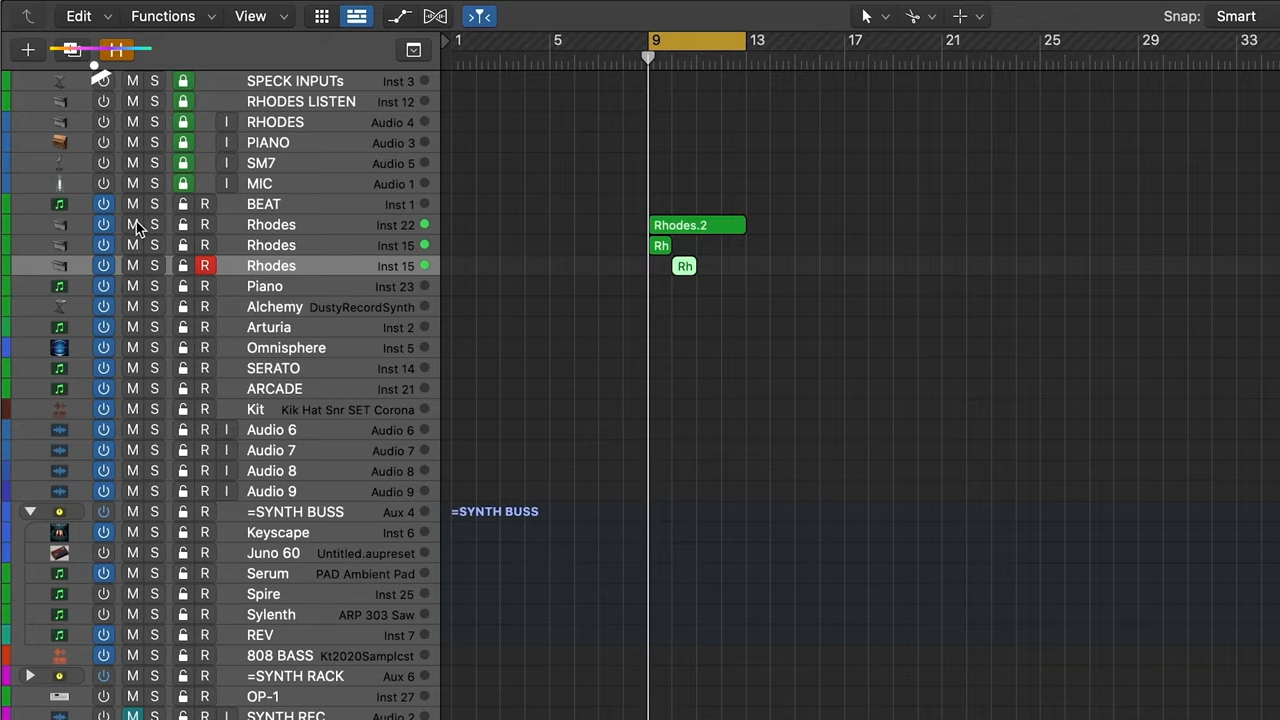 Edit Functions View Snap: Smart
1 5 9 13 17 21 25 29 33
M S SPECK INPUTs Inst 3
M S RHODES LISTEN Inst 12
M S I RHODES Audio 4
M S I PIANO Audio 3
M S I SM7 Audio 5
M S I MIC Audio 1
M S R BEAT Inst 1
M S R Rhodes Inst 22 Rhodes.2
M S R Rhodes Inst 15 Rh
M S R Rhodes Inst 15 Rh
M S R Piano Inst 23
M S R Alchemy DustyRecordSynth
M S R Arturia Inst 2
M S R Omnisphere Inst 5
M S R SERATO Inst 14
M S R ARCADE Inst 21
M S R Kit Kik Hat Snr SET Corona
M S R I Audio 6 Audio 6
M S R I Audio 7 Audio 7
M S R I Audio 8 Audio 8
M S R I Audio 9 Audio 9
M S R =SYNTH BUSS Aux 4 =SYNTH BUSS
M S R Keyscape Inst 6
M S R Juno 60 Untitled.aupreset
M S R Serum PAD Ambient Pad
M S R Spire Inst 25
M S R Sylenth ARP 303 Saw
M S R REV Inst 7
M S R 808 BASS Kt2020Samplcst
M S R =SYNTH RACK Aux 6
M S R OP-1 Inst 27
M S R I SYNTH REC Audio 2